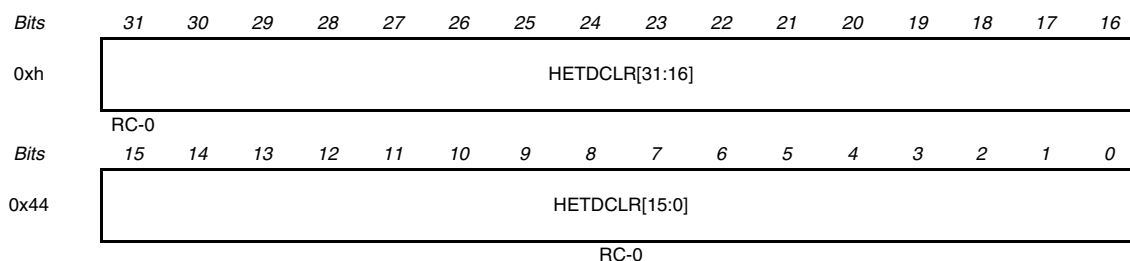 Bits 31 30 29 28 27 26 25 24 23 22 21 20 19 18 17 16
0xh HETDCLR[31:16]
RC-0
Bits 15 14 13 12 11 10 9 8 7 6 5 4 3 2 1 0
0x44 HETDCLR[15:0]
RC-0